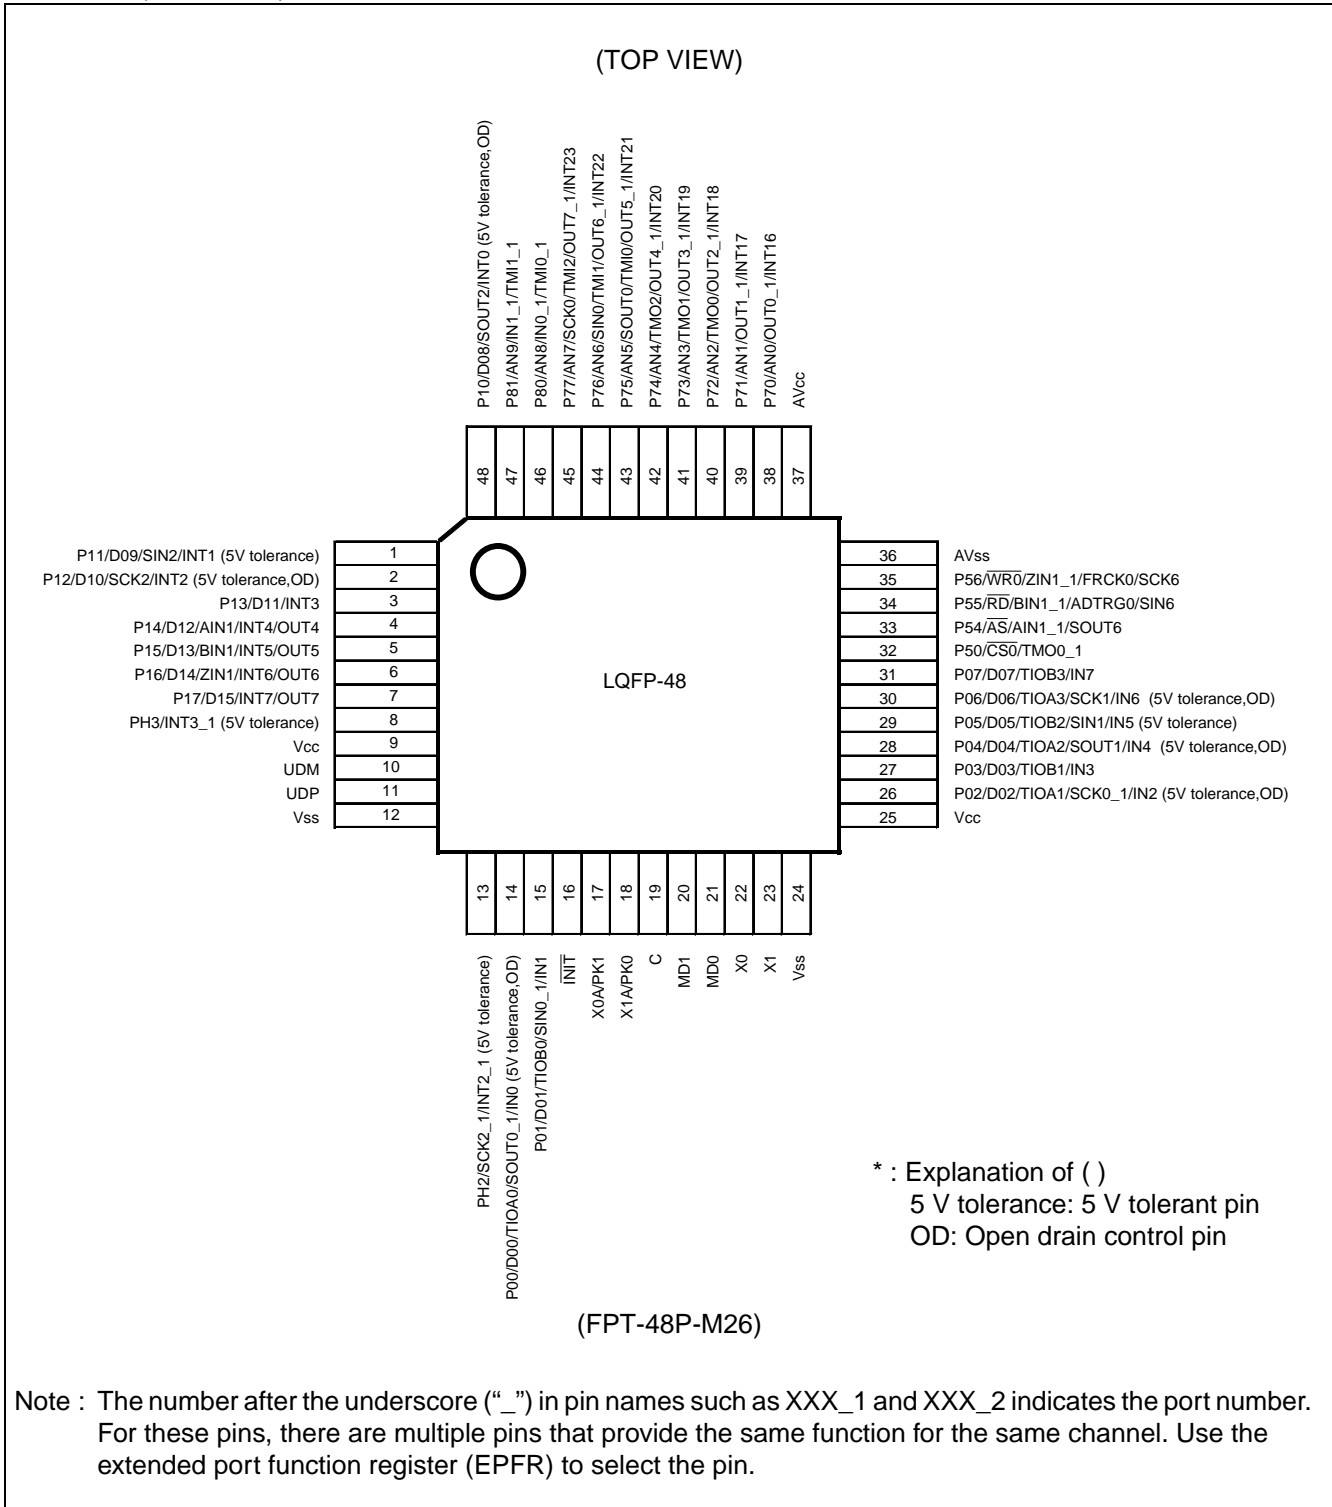 (TOP VIEW)
P10/D08/SOUT2/INT0 (5V tolerance,OD)
P81/AN9/IN1_1/TMI1_1
P80/AN8/IN0_1/TMI0_1
P77/AN7/SCK0/TMI2/OUT7_1/INT23
P76/AN6/SIN0/TMI1/OUT6_1/INT22
P75/AN5/SOUT0/TMI0/OUT5_1/INT21
P74/AN4/TMO2/OUT4_1/INT20
P73/AN3/TMO1/OUT3_1/INT19
P72/AN2/TMO0/OUT2_1/INT18
P71/AN1/OUT1_1/INT17
P70/AN0/OUT0_1/INT16
AVcc
48
47
46
45
44
43
42
41
40
39
38
37
P11/D09/SIN2/INT1 (5V tolerance) 1
P12/D10/SCK2/INT2 (5V tolerance,OD) 2
P13/D11/INT3 3
P14/D12/AIN1/INT4/OUT4 4
P15/D13/BIN1/INT5/OUT5 5
P16/D14/ZIN1/INT6/OUT6 6
P17/D15/INT7/OUT7 7
PH3/INT3_1 (5V tolerance) 8
Vcc 9
UDM 10
UDP 11
Vss 12
LQFP-48
36 AVss
35 P56/WR0/ZIN1_1/FRCK0/SCK6
34 P55/RD/BIN1_1/ADTRG0/SIN6
33 P54/AS/AIN1_1/SOUT6
32 P50/CS0/TMO0_1
31 P07/D07/TIOB3/IN7
30 P06/D06/TIOA3/SCK1/IN6 (5V tolerance,OD)
29 P05/D05/TIOB2/SIN1/IN5 (5V tolerance)
28 P04/D04/TIOA2/SOUT1/IN4 (5V tolerance,OD)
27 P03/D03/TIOB1/IN3
26 P02/D02/TIOA1/SCK0_1/IN2 (5V tolerance,OD)
25 Vcc
13
14
15
16
17
18
19
20
21
22
23
24
PH2/SCK2_1/INT2_1 (5V tolerance)
P00/D00/TIOA0/SOUT0_1/IN0 (5V tolerance,OD)
P01/D01/TIOB0/SIN0_1/IN1
INIT
X0A/PK1
X1A/PK0
C
MD1
MD0
X0
X1
Vss
* : Explanation of ( )
5 V tolerance: 5 V tolerant pin
OD: Open drain control pin
(FPT-48P-M26)
Note : The number after the underscore (“_”) in pin names such as XXX_1 and XXX_2 indicates the port number.
For these pins, there are multiple pins that provide the same function for the same channel. Use the
extended port function register (EPFR) to select the pin.